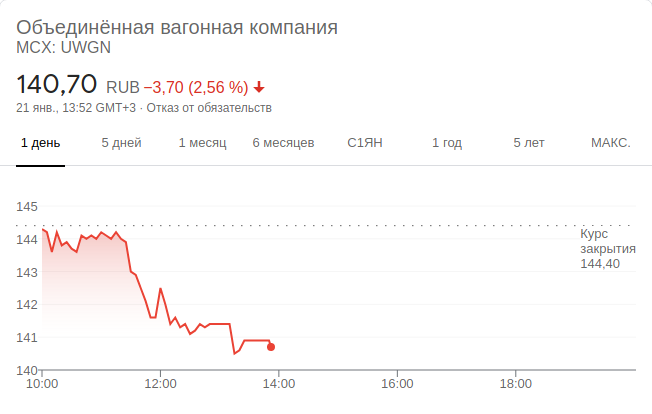 Объединённая вагонная компания
MCX: UWGN
140,70 RUB −3,70 (2,56 %)
21 янв., 13:52 GMT+3 · Отказ от обязательств
1 день 5 дней 1 месяц 6 месяцев С1ЯН 1 год 5 лет МАКС.
145
144
143
142
141
140
Курс
закрытия
144,40
10:00 12:00 14:00 16:00 18:00